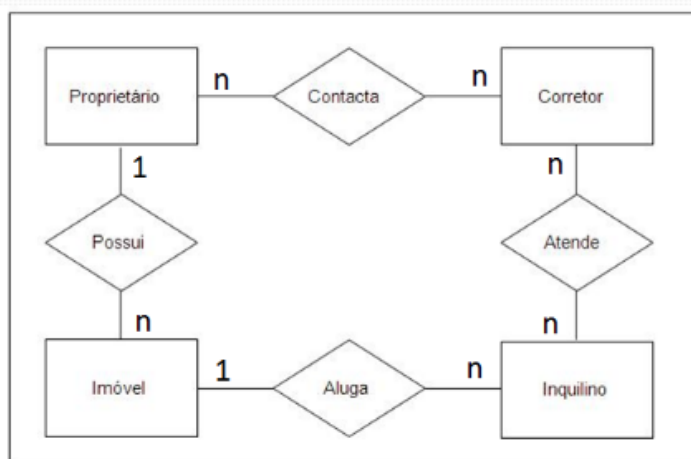 Proprietário
n
Contacta
n
Corretor
1
n
Possui
Atende
n
n
Imóvel
1
Aluga
n
Inquilino